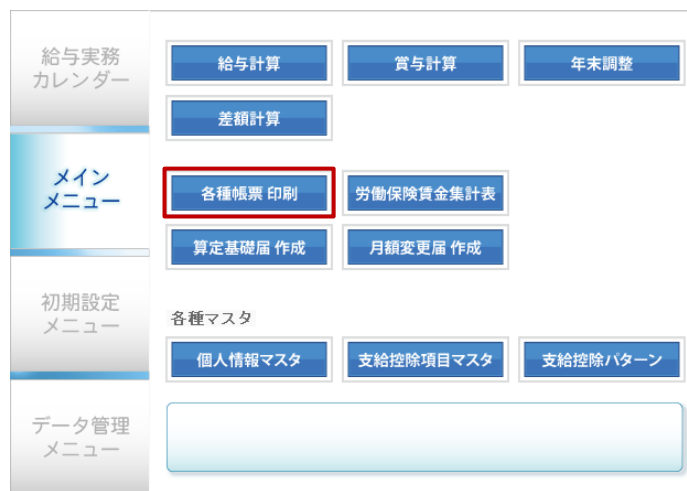 給与実務
カレンダー
メイン
メニュー
初期設定
メニュー
データ管理
メニュー
給与計算
賞与計算
年末調整
差額計算
各種帳票 印刷
労働保険賃金集計表
算定基礎届 作成
月額変更届 作成
各種マスタ
個人情報マスタ
支給控除項目マスタ
支給控除パターン